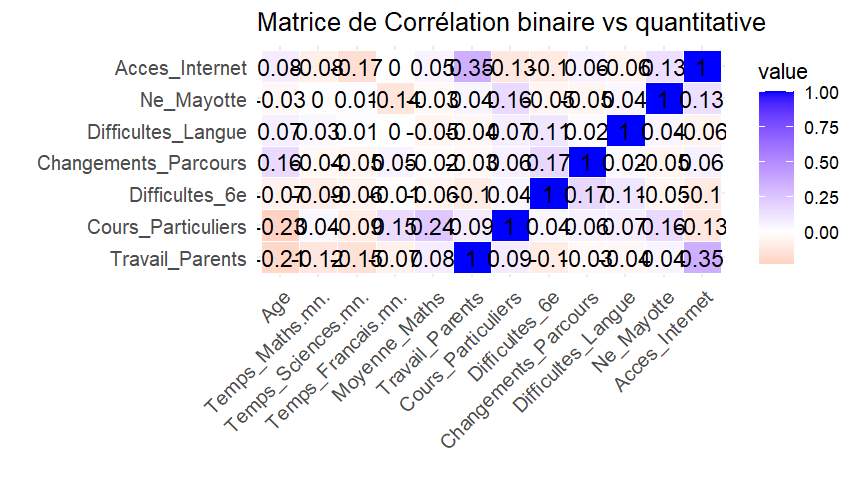 Matrice de Corrélation binaire vs quantitative
Acces_Internet 0.08 -0.08 -0.17 0 0.05 0.35 -0.13 -0.1 0.06 -0.06 0.13 1
Ne_Mayotte -0.03 0 0.01 -0.14 -0.03 0.04 0.16 -0.05 -0.05 0.04 1 0.13
Difficultes_Langue 0.07 0.03 0.01 0 -0.05 -0.04 0.07 0.11 0.02 1 0.04 -0.06
Changements_Parcours 0.16 -0.04 -0.05 0.05 -0.02 -0.03 0.06 0.17 1 0.02 -0.05 0.06
Difficultes_6e -0.07 -0.09 -0.06 -0.01 -0.06 -0.1 0.04 1 0.17 0.11 -0.05 -0.1
Cours_Particuliers -0.23 0.04 -0.09 0.15 0.24 0.09 1 0.04 0.06 0.07 0.16 -0.13
Travail_Parents -0.21 -0.12 -0.15 -0.07 0.08 1 0.09 -0.1 -0.03 -0.04 0.04 0.35
Age
Temps_Maths.mn.
Temps_Sciences.mn.
Temps_Francais.mn.
Moyenne_Maths
Travail_Parents
Cours_Particuliers
Difficultes_6e
Changements_Parcours
Difficultes_Langue
Ne_Mayotte
Acces_Internet
value
1.00
0.75
0.50
0.25
0.00